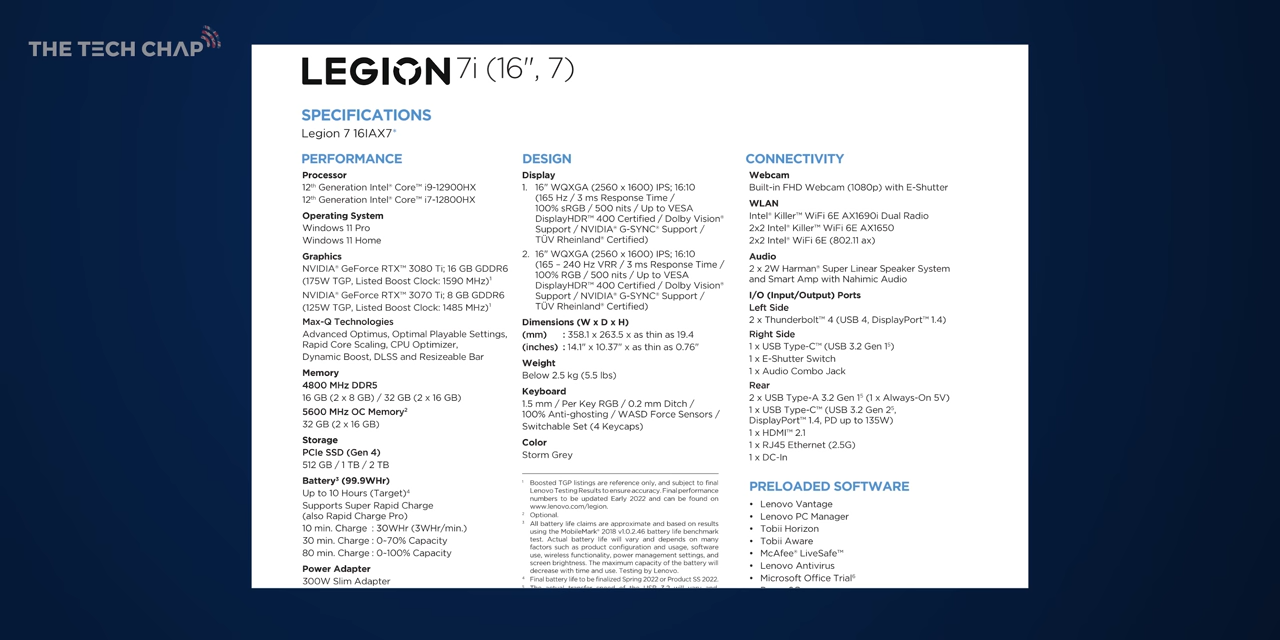 THE TECH CHAP
LEGION 7i (16", 7)
SPECIFICATIONS
Legion 7 16IAX7®
PERFORMANCE
Processor
12th Generation Intel® Core™ i9-12900HX
12th Generation Intel® Core™ i7-12800HX
Operating System
Windows 11 Pro
Windows 11 Home
Graphics
NVIDIA® GeForce RTX™ 3080 Ti; 16 GB GDDR6
(175W TGP, Listed Boost Clock: 1590 MHz)¹
NVIDIA® GeForce RTX™ 3070 Ti; 8 GB GDDR6
(125W TGP, Listed Boost Clock: 1485 MHz)¹
Max-Q Technologies
Advanced Optimus, Optimal Playable Settings,
Rapid Core Scaling, CPU Optimizer,
Dynamic Boost, DLSS and Resizeable Bar
Memory
4800 MHz DDR5
16 GB (2 x 8 GB) / 32 GB (2 x 16 GB)
5600 MHz OC Memory²
32 GB (2 x 16 GB)
Storage
PCIe SSD (Gen 4)
512 GB / 1 TB / 2 TB
Battery³ (99.9WHr)
Up to 10 Hours (Target)⁴
Supports Super Rapid Charge
(also Rapid Charge Pro)
10 min. Charge : 30WHr (3WHr/min.)
30 min. Charge : 0-70% Capacity
80 min. Charge : 0-100% Capacity
Power Adapter
300W Slim Adapter
DESIGN
Display
1. 16" WQXGA (2560 x 1600) IPS; 16:10
(165 Hz / 3 ms Response Time /
100% sRGB / 500 nits / Up to VESA
DisplayHDR™ 400 Certified / Dolby Vision®
Support / NVIDIA® G-SYNC® Support /
TÜV Rheinland® Certified)
2. 16" WQXGA (2560 x 1600) IPS; 16:10
(165 – 240 Hz VRR / 3 ms Response Time /
100% RGB / 500 nits / Up to VESA
DisplayHDR™ 400 Certified / Dolby Vision®
Support / NVIDIA® G-SYNC® Support /
TÜV Rheinland® Certified)
Dimensions (W x D x H)
(mm) : 358.1 x 263.5 x as thin as 19.4
(inches) : 14.1" x 10.37" x as thin as 0.76"
Weight
Below 2.5 kg (5.5 lbs)
Keyboard
1.5 mm / Per Key RGB / 0.2 mm Ditch /
100% Anti-ghosting / WASD Force Sensors /
Switchable Set (4 Keycaps)
Color
Storm Grey
¹ Boosted TGP listings are reference only, and subject to final
Lenovo Testing Results to ensure accuracy. Final performance
numbers to be updated Early 2022 and can be found on
www.lenovo.com/legion.
² Optional.
³ All battery life claims are approximate and based on results
using the MobileMark® 2018 v1.0.2.46 battery life benchmark
test. Actual battery life will vary and depends on many
factors such as product configuration and usage, software
use, wireless functionality, power management settings, and
screen brightness. The maximum capacity of the battery will
decrease with time and use. Testing by Lenovo.
⁴ Final battery life to be finalized Spring 2022 or Product SS 2022.
⁵ The actual transfer speed of the USB 3.2 will vary and
CONNECTIVITY
Webcam
Built-in FHD Webcam (1080p) with E-Shutter
WLAN
Intel® Killer™ WiFi 6E AX1690i Dual Radio
2x2 Intel® Killer™ WiFi 6E AX1650
2x2 Intel® WiFi 6E (802.11 ax)
Audio
2 x 2W Harman® Super Linear Speaker System
and Smart Amp with Nahimic Audio
I/O (Input/Output) Ports
Left Side
2 x Thunderbolt™ 4 (USB 4, DisplayPort™ 1.4)
Right Side
1 x USB Type-C™ (USB 3.2 Gen 1⁵)
1 x E-Shutter Switch
1 x Audio Combo Jack
Rear
2 x USB Type-A 3.2 Gen 1⁵ (1 x Always-On 5V)
1 x USB Type-C™ (USB 3.2 Gen 2⁵,
DisplayPort™ 1.4, PD up to 135W)
1 x HDMI™ 2.1
1 x RJ45 Ethernet (2.5G)
1 x DC-In
PRELOADED SOFTWARE
• Lenovo Vantage
• Lenovo PC Manager
• Tobii Horizon
• Tobii Aware
• McAfee® LiveSafe™
• Lenovo Antivirus
• Microsoft Office Trial⁶